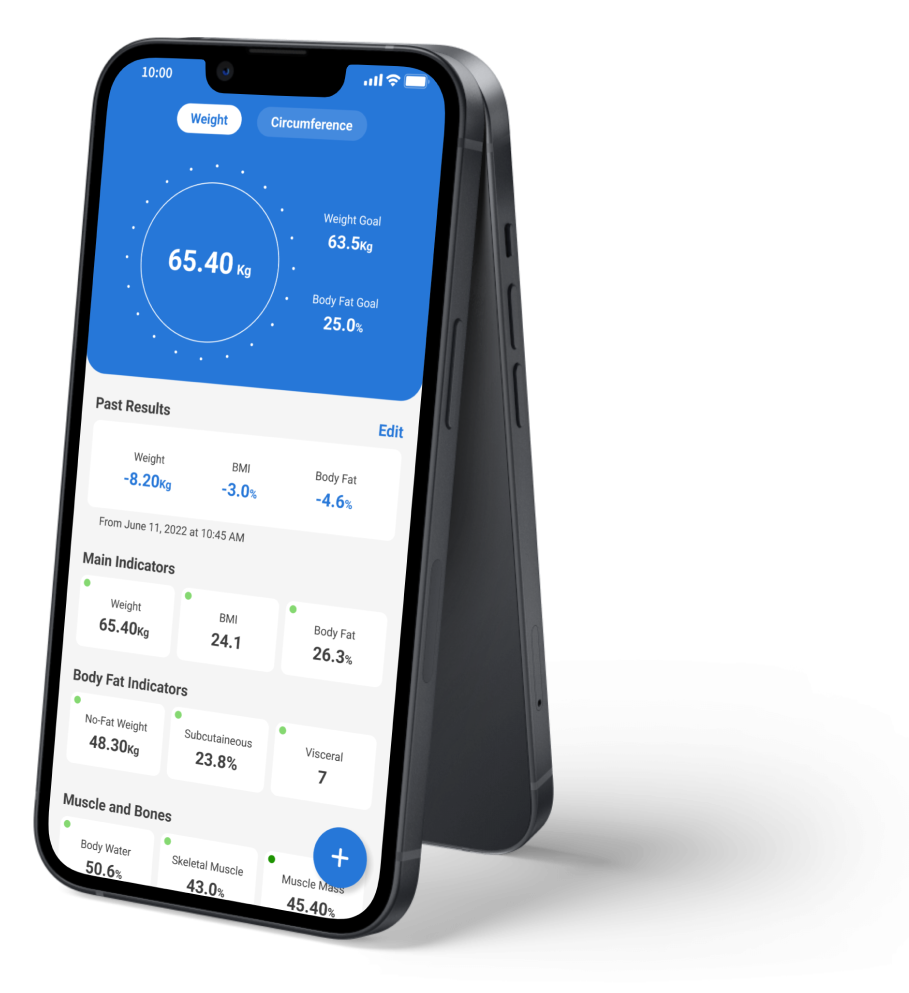 10:00
Weight
Circumference
65.40 Kg
Weight Goal
63.5Kg
Body Fat Goal
25.0%
Past Results
Edit
Weight
BMI
Body Fat
-8.20Kg
-3.0%
-4.6%
From June 11, 2022 at 10:45 AM
Main Indicators
Weight
BMI
Body Fat
65.40Kg
24.1
26.3%
Body Fat Indicators
No-Fat Weight
Subcutaineous
Visceral
48.30Kg
23.8%
7
Muscle and Bones
Body Water
Skeletal Muscle
Muscle Mass
50.6%
43.0%
45.40%